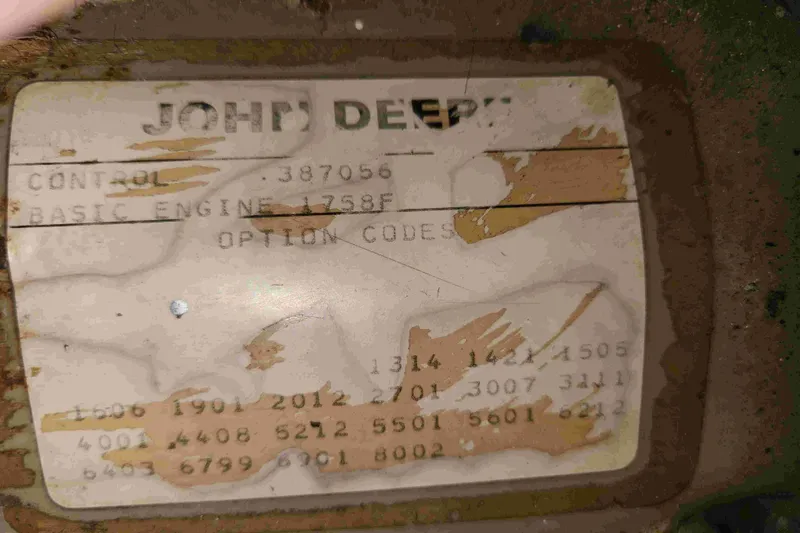 JOHN DEERE
CONTROL .387056
BASIC ENGINE 1758F
OPTION CODES
1314 1421 1505
1606 1901 2012 2701 3007 3111
4001 4408 5212 5501 5601 6212
6403 6799 6901 8002